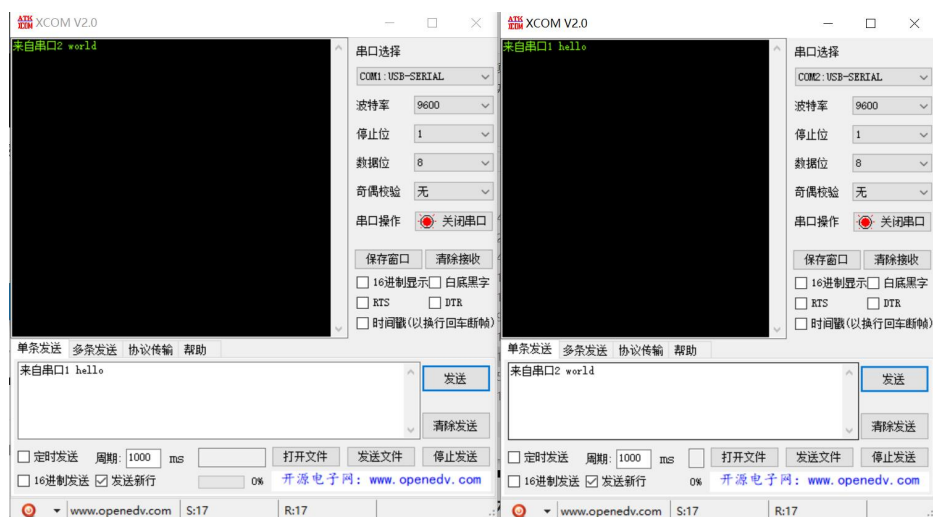 ATK XCOM XCOM V2.0
来自串口2 world
串口选择
COM1:USB-SERIAL
波特率 9600
停止位 1
数据位 8
奇偶校验 无
串口操作 关闭串口
保存窗口 清除接收
16进制显示 白底黑字
RTS DTR
时间戳(以换行回车断帧)
单条发送 多条发送 协议传输 帮助
来自串口1 hello
发送
清除发送
定时发送 周期: 1000 ms 打开文件 发送文件 停止发送
16进制发送 发送新行 0% 开源电子网：www.openedv.com
www.openedv.com S:17 R:17
ATK XCOM XCOM V2.0
来自串口1 hello
串口选择
COM2:USB-SERIAL
波特率 9600
停止位 1
数据位 8
奇偶校验 无
串口操作 关闭串口
保存窗口 清除接收
16进制显示 白底黑字
RTS DTR
时间戳(以换行回车断帧)
单条发送 多条发送 协议传输 帮助
来自串口2 world
发送
清除发送
定时发送 周期: 1000 ms 打开文件 发送文件 停止发送
16进制发送 发送新行 0% 开源电子网：www.openedv.com
www.openedv.com S:17 R:17